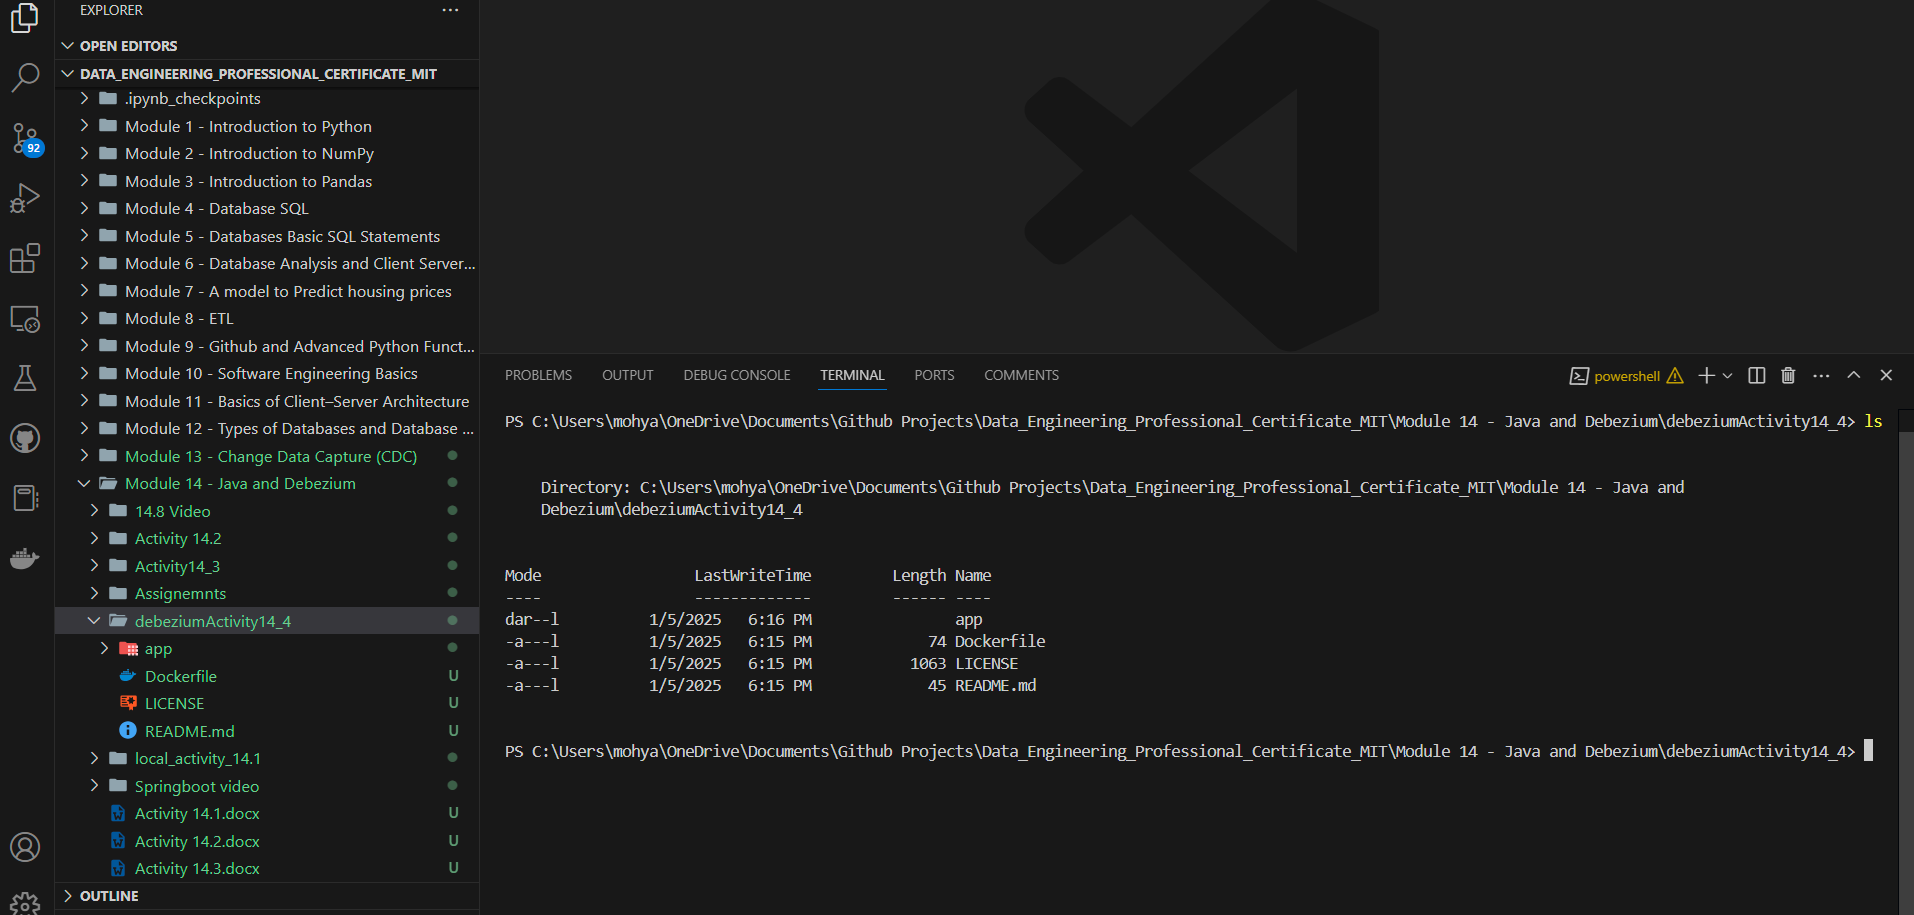 EXPLORER
OPEN EDITORS
DATA_ENGINEERING_PROFESSIONAL_CERTIFICATE_MIT
.ipynb_checkpoints
Module 1 - Introduction to Python
Module 2 - Introduction to NumPy
Module 3 - Introduction to Pandas
Module 4 - Database SQL
Module 5 - Databases Basic SQL Statements
Module 6 - Database Analysis and Client Server...
Module 7 - A model to Predict housing prices
Module 8 - ETL
Module 9 - Github and Advanced Python Funct...
Module 10 - Software Engineering Basics
Module 11 - Basics of Client–Server Architecture
Module 12 - Types of Databases and Database ...
Module 13 - Change Data Capture (CDC)
Module 14 - Java and Debezium
14.8 Video
Activity 14.2
Activity14_3
Assignemnts
debeziumActivity14_4
app
Dockerfile U
LICENSE U
README.md U
local_activity_14.1
Springboot video
Activity 14.1.docx U
Activity 14.2.docx U
Activity 14.3.docx U
OUTLINE
92
PROBLEMS OUTPUT DEBUG CONSOLE TERMINAL PORTS COMMENTS
powershell
PS C:\Users\mohya\OneDrive\Documents\Github Projects\Data_Engineering_Professional_Certificate_MIT\Module 14 - Java and Debezium\debeziumActivity14_4> ls
Directory: C:\Users\mohya\OneDrive\Documents\Github Projects\Data_Engineering_Professional_Certificate_MIT\Module 14 - Java and
Debezium\debeziumActivity14_4
Mode LastWriteTime Length Name
---- ------------- ------ ----
dar--l 1/5/2025 6:16 PM app
-a---l 1/5/2025 6:15 PM 74 Dockerfile
-a---l 1/5/2025 6:15 PM 1063 LICENSE
-a---l 1/5/2025 6:15 PM 45 README.md
PS C:\Users\mohya\OneDrive\Documents\Github Projects\Data_Engineering_Professional_Certificate_MIT\Module 14 - Java and Debezium\debeziumActivity14_4>